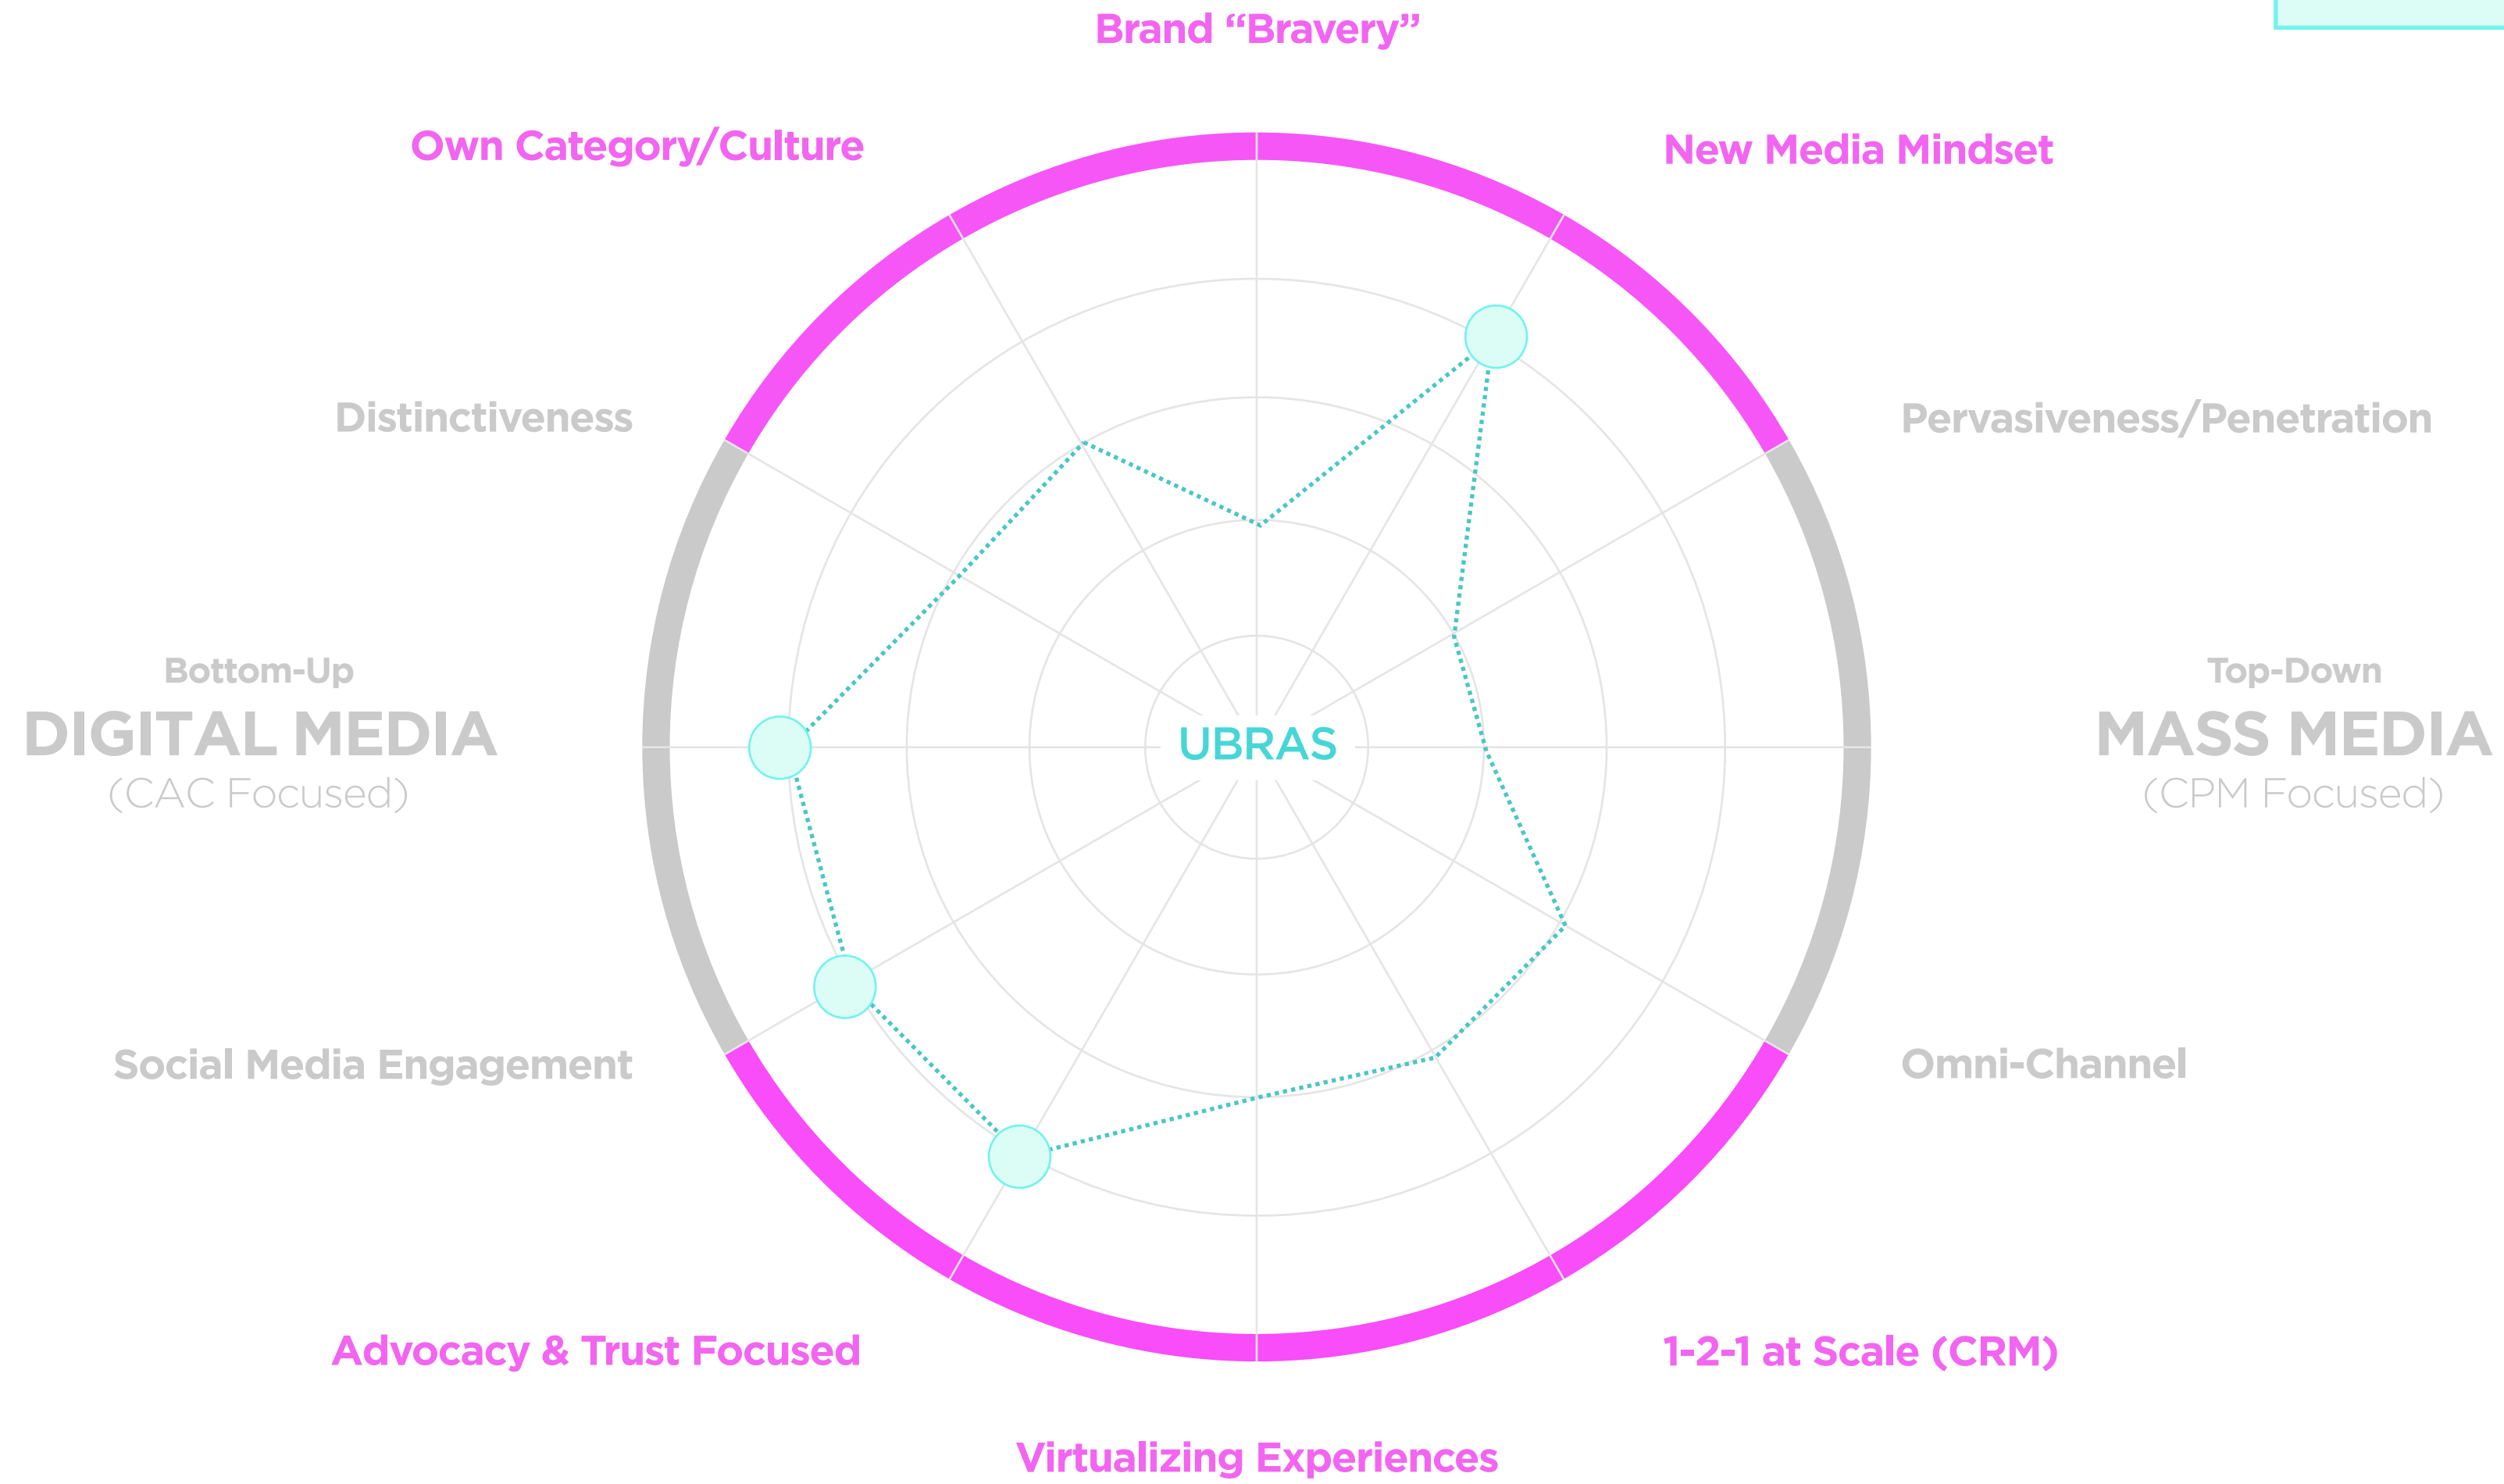 Brand “Bravery”
Own Category/Culture
New Media Mindset
Distinctiveness
Pervasiveness/Penetration
Bottom-Up
DIGITAL MEDIA
(CAC Focused)
UBRAS
Top-Down
MASS MEDIA
(CPM Focused)
Social Media Engagement
Omni-Channel
Advocacy & Trust Focused
1-2-1 at Scale (CRM)
Virtualizing Experiences